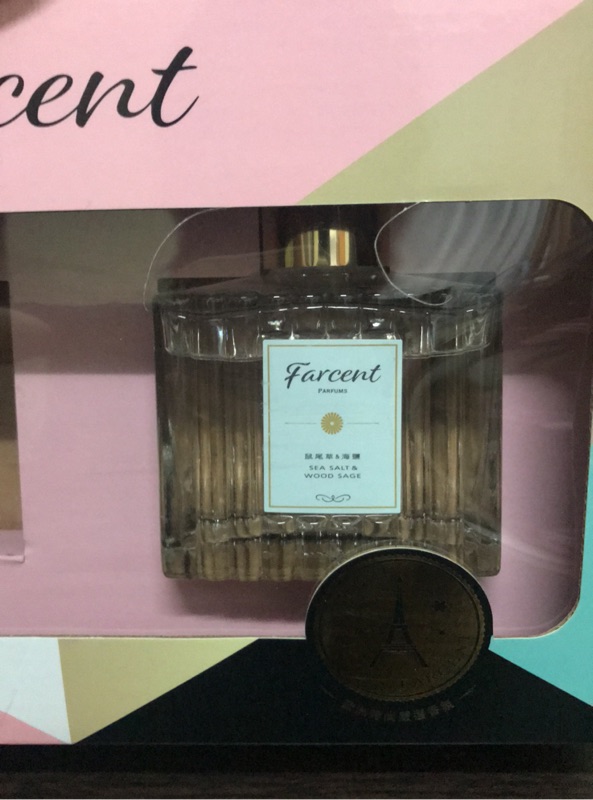 cent
Farcent
PARFUMS
鼠尾草&海鹽
SEA SALT &
WOOD SAGE